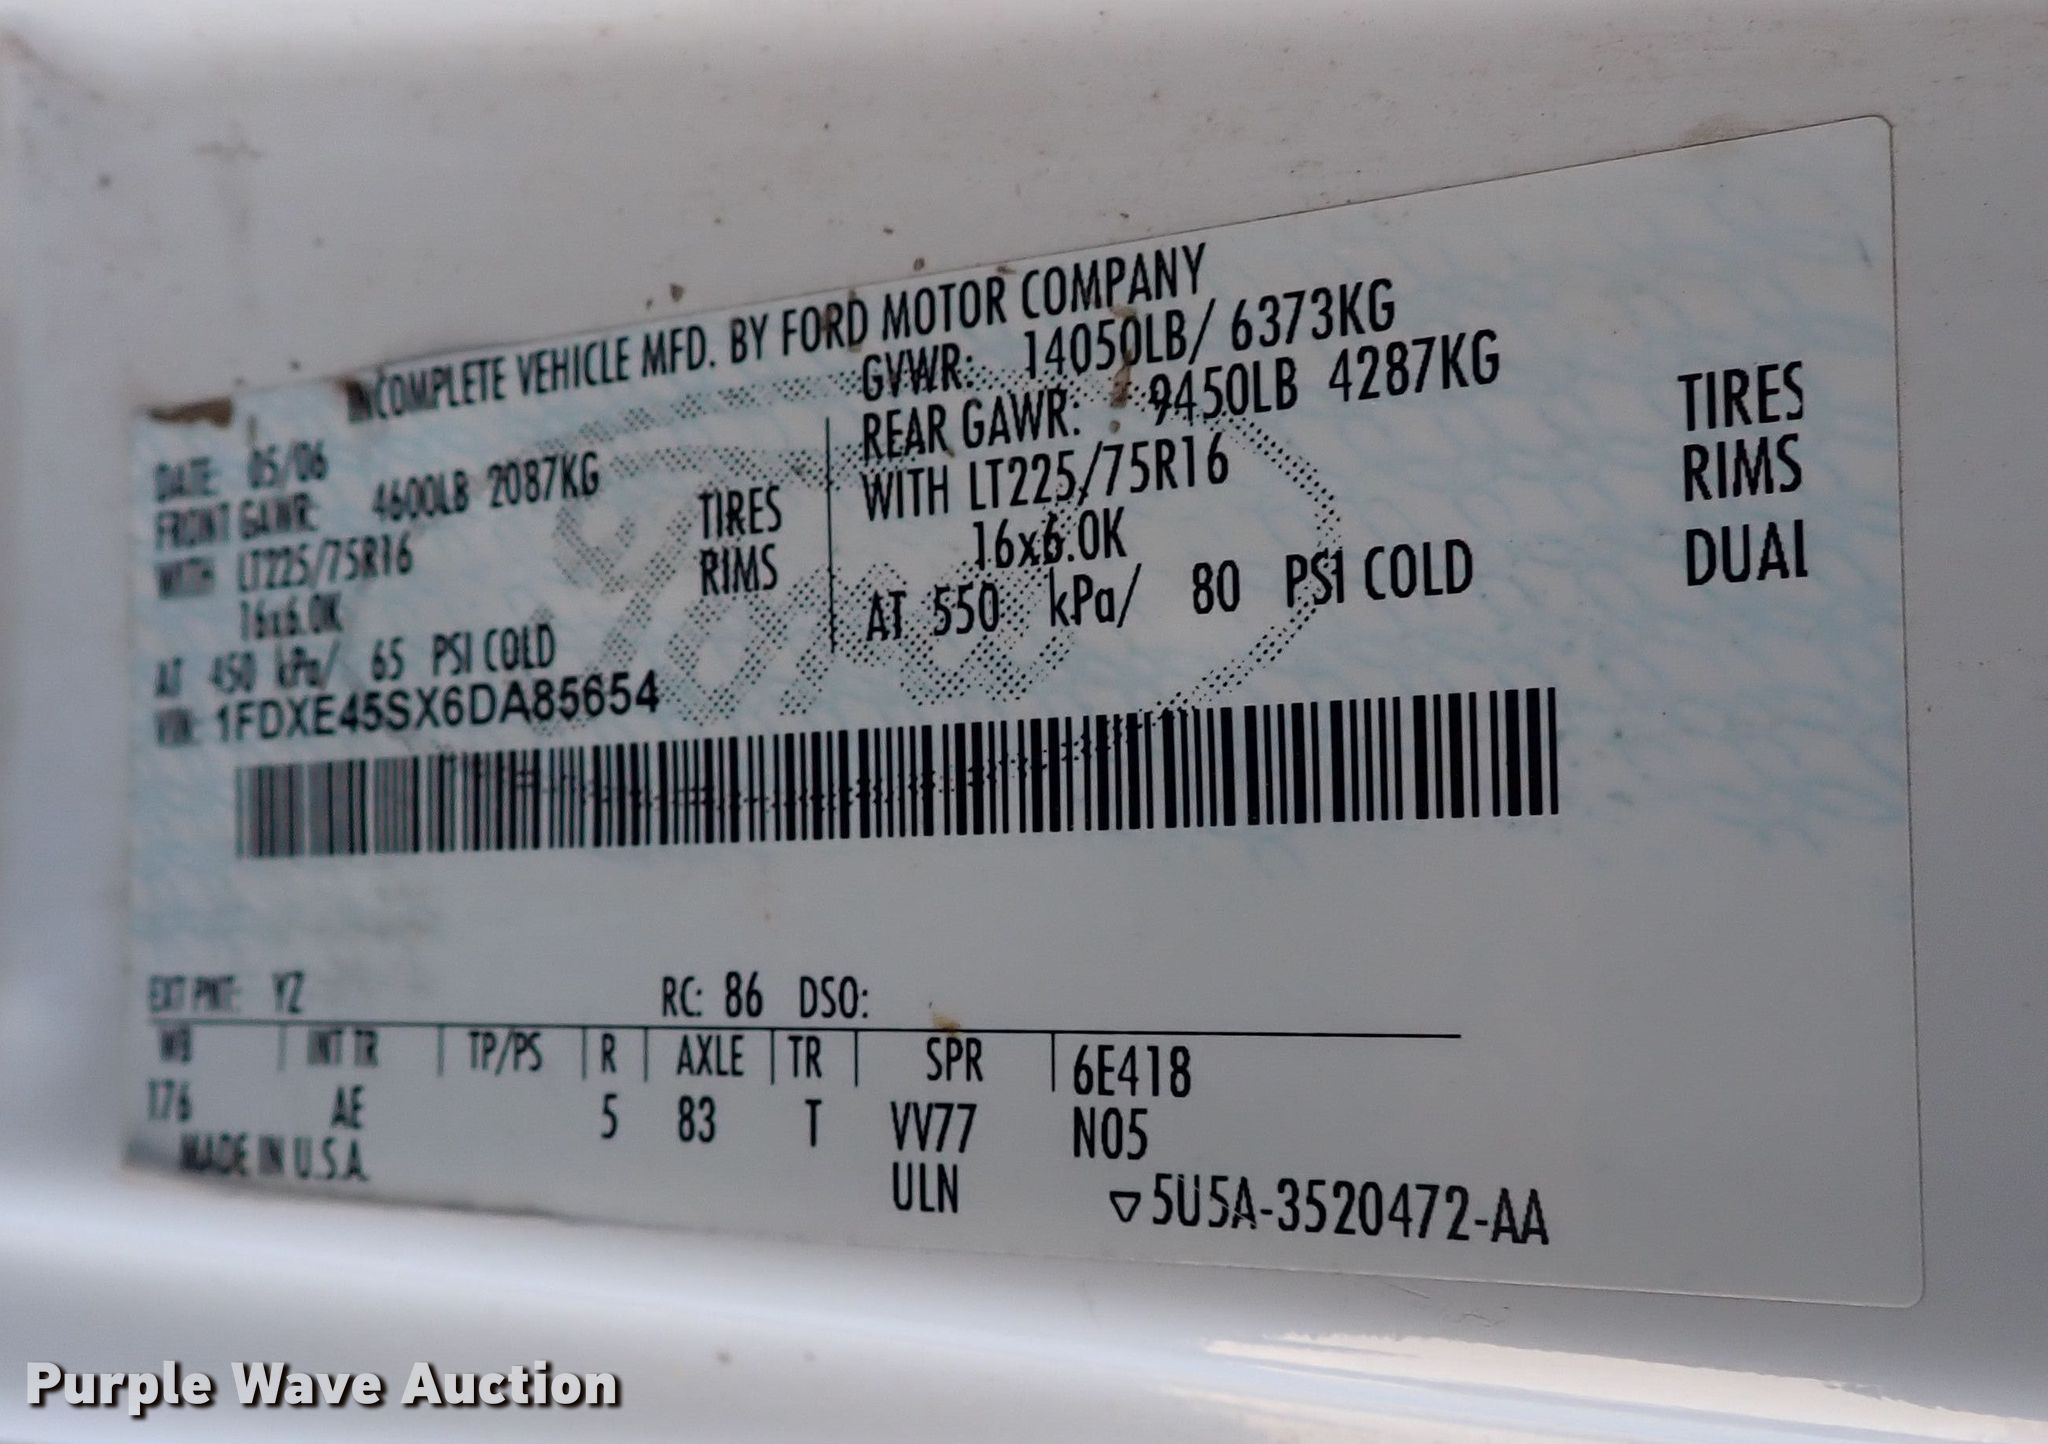 INCOMPLETE VEHICLE MFD. BY FORD MOTOR COMPANY
DATE: 05/06
GVWR: 14050LB/ 6373KG
FRONT GAWR: 4600LB 2087KG
REAR GAWR: 9450LB 4287KG
WITH LT225/75R16 TIRES
WITH LT225/75R16 TIRES
16x6.0K RIMS
16x6.0K RIMS
AT 450 kPa/ 65 PSI COLD
AT 550 kPa/ 80 PSI COLD DUAL
VIN: 1FDXE45SX6DA85654
Ford
EXT PNT: YZ RC: 86 DSO:
WB | INT TR | TP/PS | R | AXLE | TR | SPR | 6E418
176 AE 5 83 T VV77 N05
MADE IN U.S.A. ULN
▽5U5A-3520472-AA
Purple Wave Auction